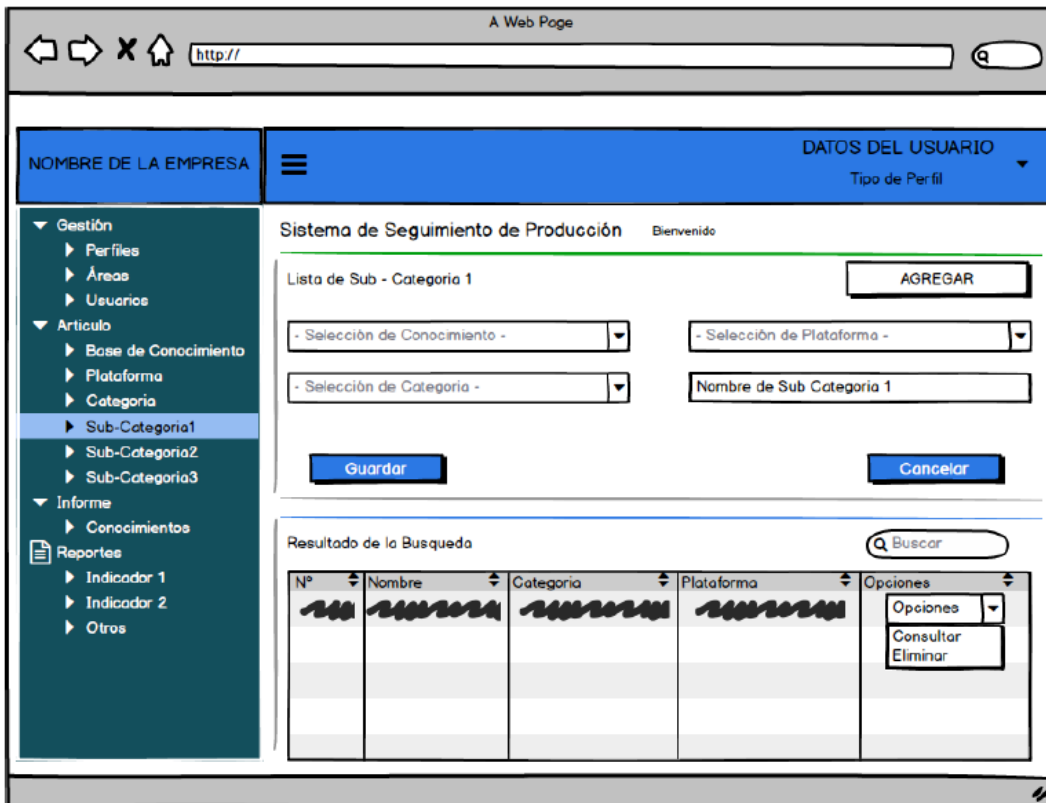 A Web Page
http://
NOMBRE DE LA EMPRESA
DATOS DEL USUARIO
Tipo de Perfil
Gestión
Perfiles
Áreas
Usuarios
Articulo
Base de Conocimiento
Plataforma
Categoria
Sub-Categoria1
Sub-Categoria2
Sub-Categoria3
Informe
Conocimientos
Reportes
Indicador 1
Indicador 2
Otros
Sistema de Seguimiento de Producción Bienvenido
Lista de Sub - Categoria 1
AGREGAR
- Selección de Conocimiento -
- Selección de Plataforma -
- Selección de Categoria -
Nombre de Sub Categoria 1
Guardar
Cancelar
Resultado de la Busqueda
Buscar
N° Nombre Categoria Plataforma Opciones
Opciones
Consultar
Eliminar